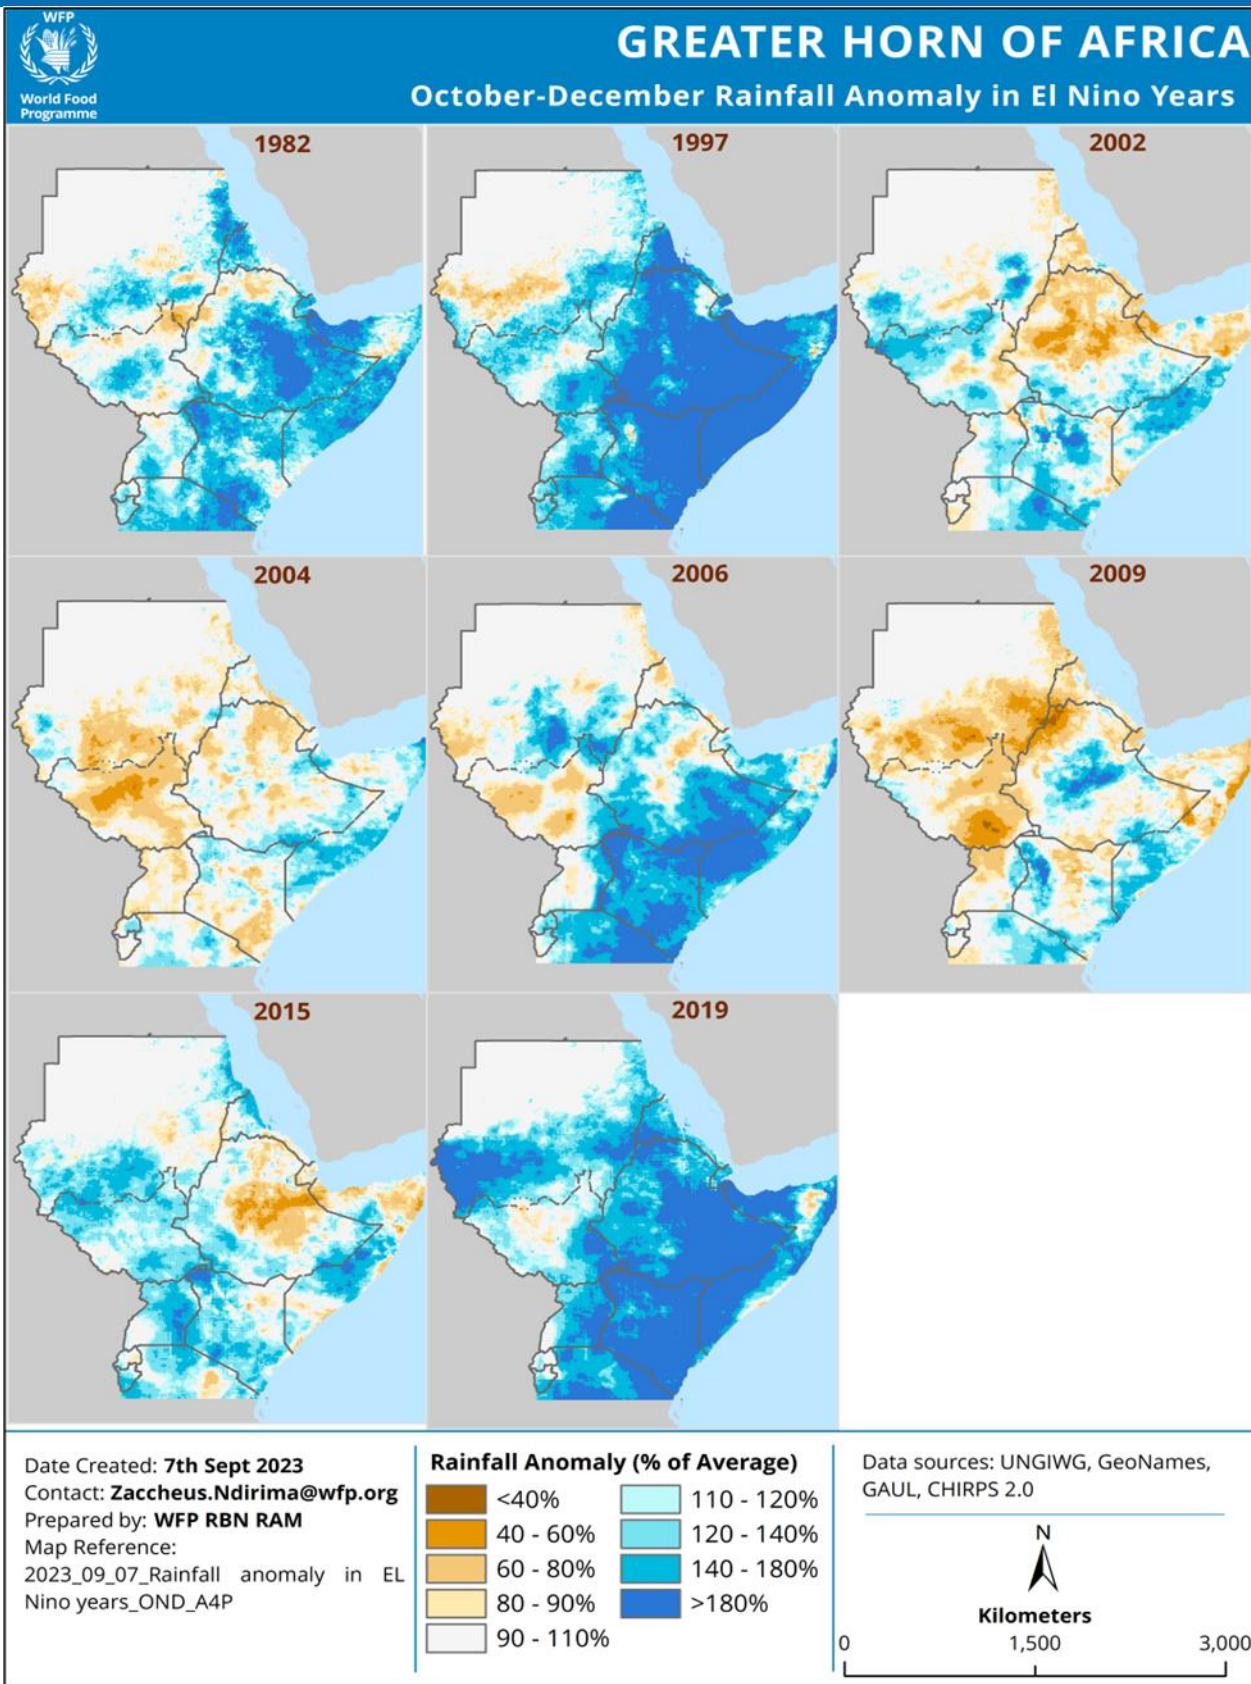 WFP
World Food
Programme
GREATER HORN OF AFRICA
October-December Rainfall Anomaly in El Nino Years
1982
1997
2002
2004
2006
2009
2015
2019
Date Created: 7th Sept 2023
Contact: Zaccheus.Ndirima@wfp.org
Prepared by: WFP RBN RAM
Map Reference:
2023_09_07_Rainfall anomaly in EL
Nino years_OND_A4P
Rainfall Anomaly (% of Average)
<40%
40 - 60%
60 - 80%
80 - 90%
90 - 110%
110 - 120%
120 - 140%
140 - 180%
>180%
Data sources: UNGIWG, GeoNames,
GAUL, CHIRPS 2.0
N
Kilometers
0 1,500 3,000